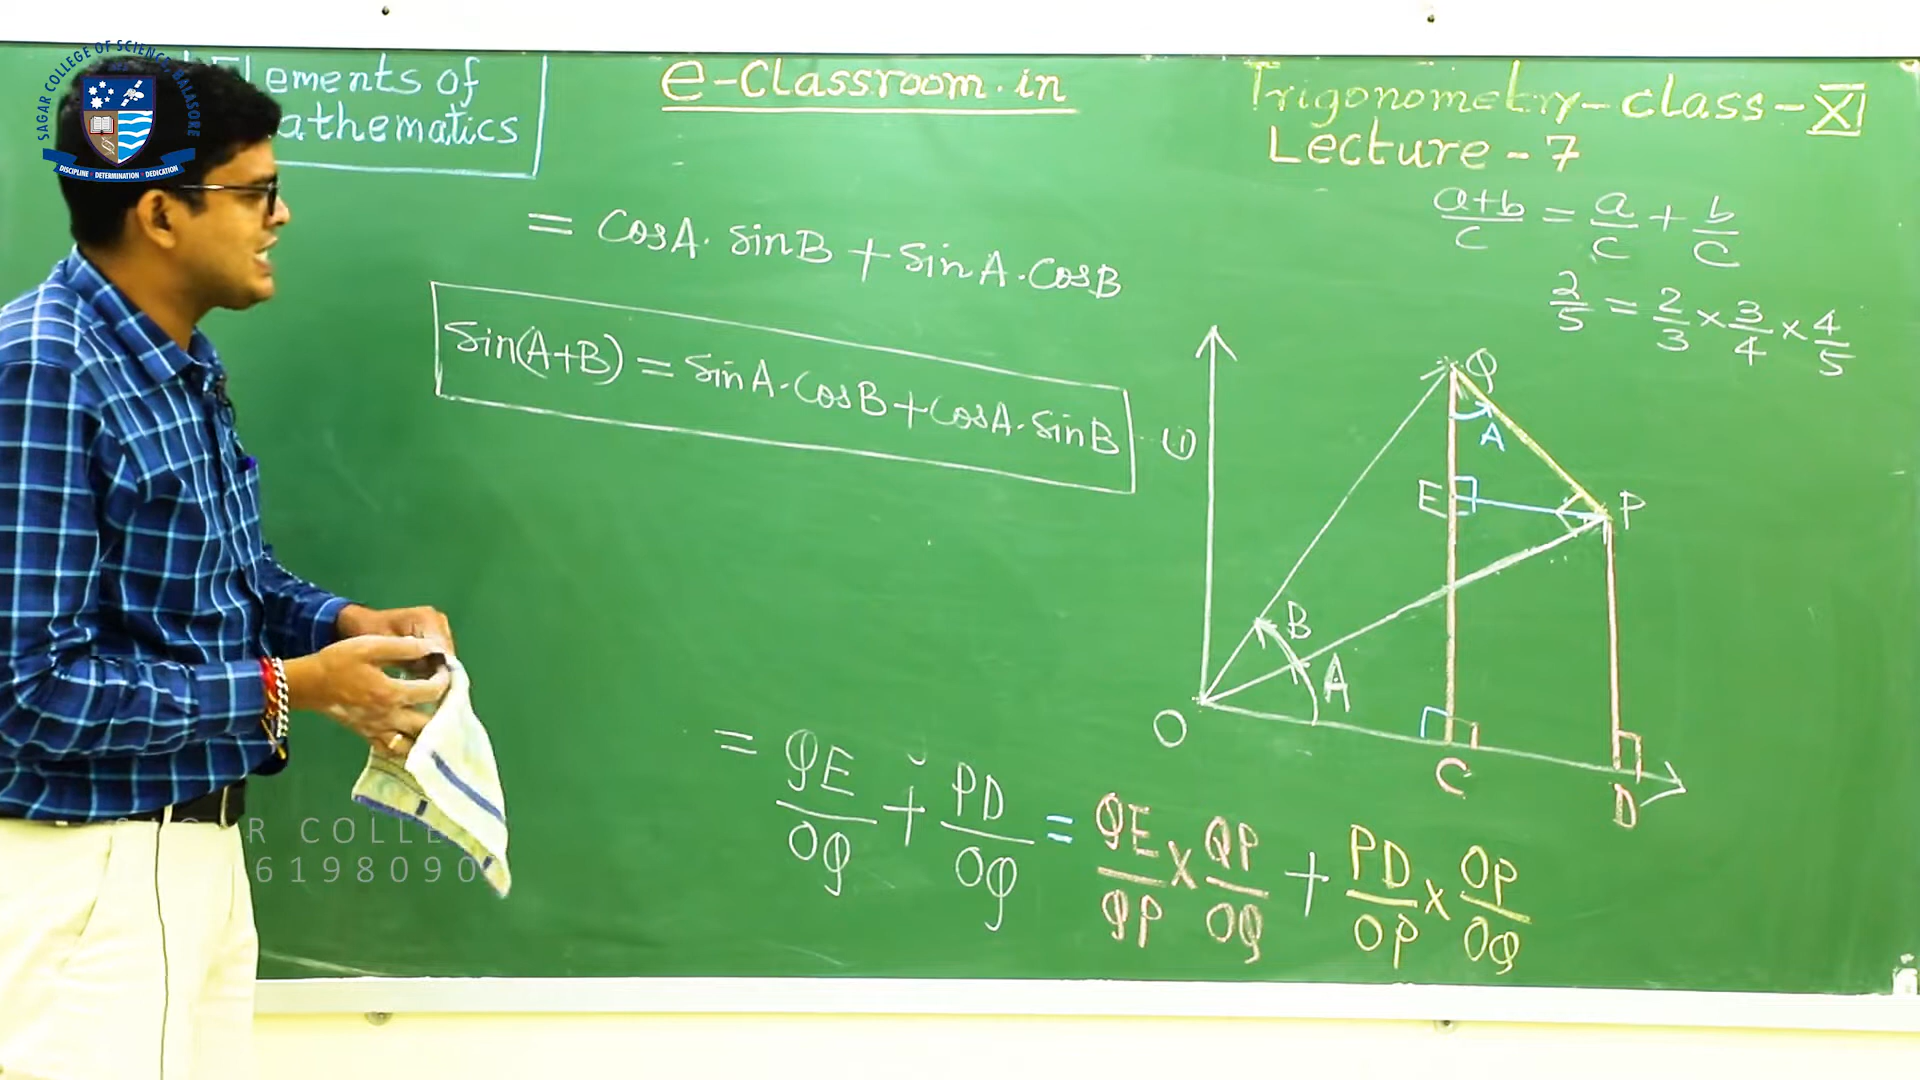 SAGAR COLLEGE OF SCIENCE, BALASORE
DISCIPLINE DETERMINATION DEDICATION
Elements of
athematics
e-Classroom.in
Trigonometry-class-XI
Lecture-7
a+b/c = a/c + b/c
2/5 = 2/3 × 3/4 × 4/5
= CosA. SinB + SinA.CosB
Sin(A+B) = SinA.CosB+CosA.SinB (1)
Q
A
E
P
B
A
O
C
D
= QE/OQ + PD/OQ = QE/QP × QP/OQ + PD/OP × OP/OQ
R COLLE
6198090